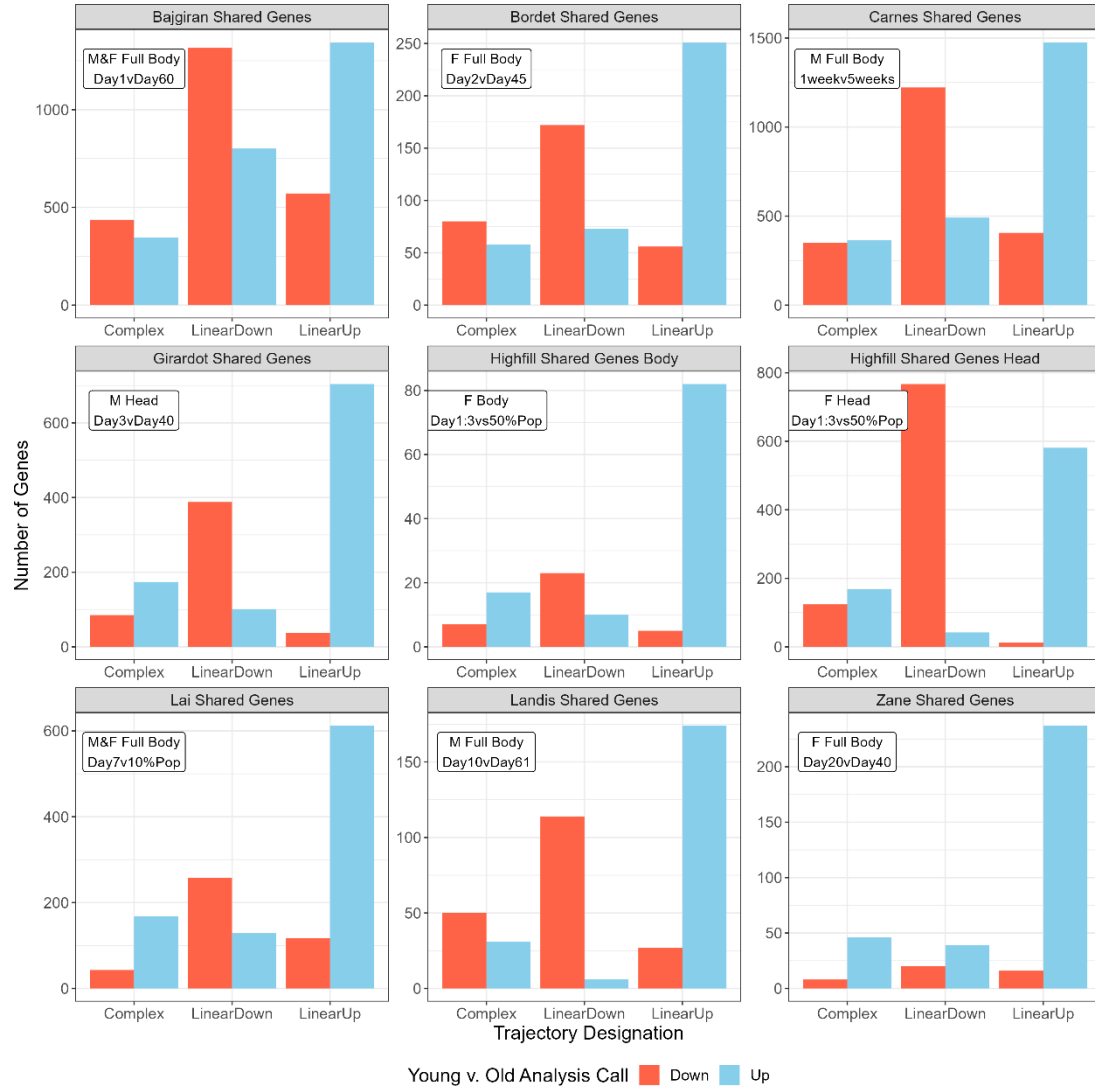 Bajgiran Shared Genes
M&F Full Body
Day1vDay60
1000
500
0
Complex
LinearDown
LinearUp
Bordet Shared Genes
F Full Body
Day2vDay45
250
200
150
100
50
0
Complex
LinearDown
LinearUp
Carnes Shared Genes
M Full Body
1weekv5weeks
1500
1000
500
0
Complex
LinearDown
LinearUp
Girardot Shared Genes
M Head
Day3vDay40
600
400
200
0
Complex
LinearDown
LinearUp
Highfill Shared Genes Body
F Body
Day1:3vs50%Pop
80
60
40
20
0
Complex
LinearDown
LinearUp
Highfill Shared Genes Head
F Head
Day1:3vs50%Pop
800
600
400
200
0
Complex
LinearDown
LinearUp
Lai Shared Genes
M&F Full Body
Day7v10%Pop
600
400
200
0
Complex
LinearDown
LinearUp
Landis Shared Genes
M Full Body
Day10vDay61
150
100
50
0
Complex
LinearDown
LinearUp
Zane Shared Genes
F Full Body
Day20vDay40
200
150
100
50
0
Complex
LinearDown
LinearUp
Number of Genes
Trajectory Designation
Young v. Old Analysis Call Down Up